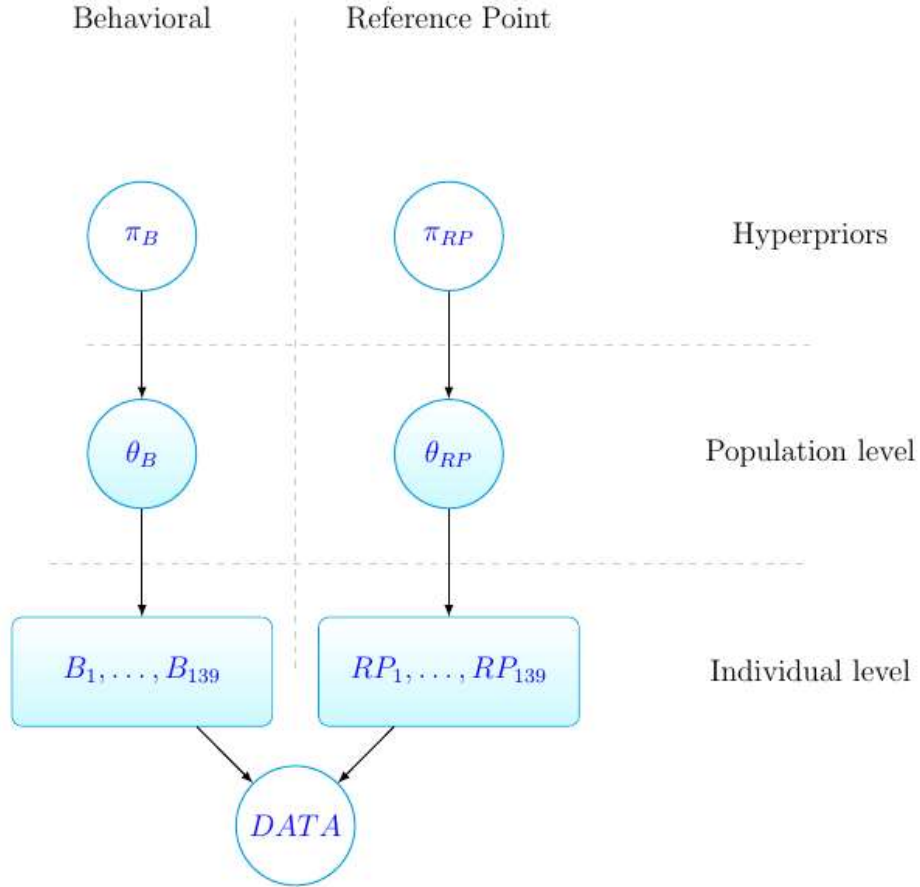 Behavioral Reference Point
π_B π_RP Hyperpriors
θ_B θ_RP Population level
B_1, . . . , B_139 RP_1, . . . , RP_139 Individual level
DATA